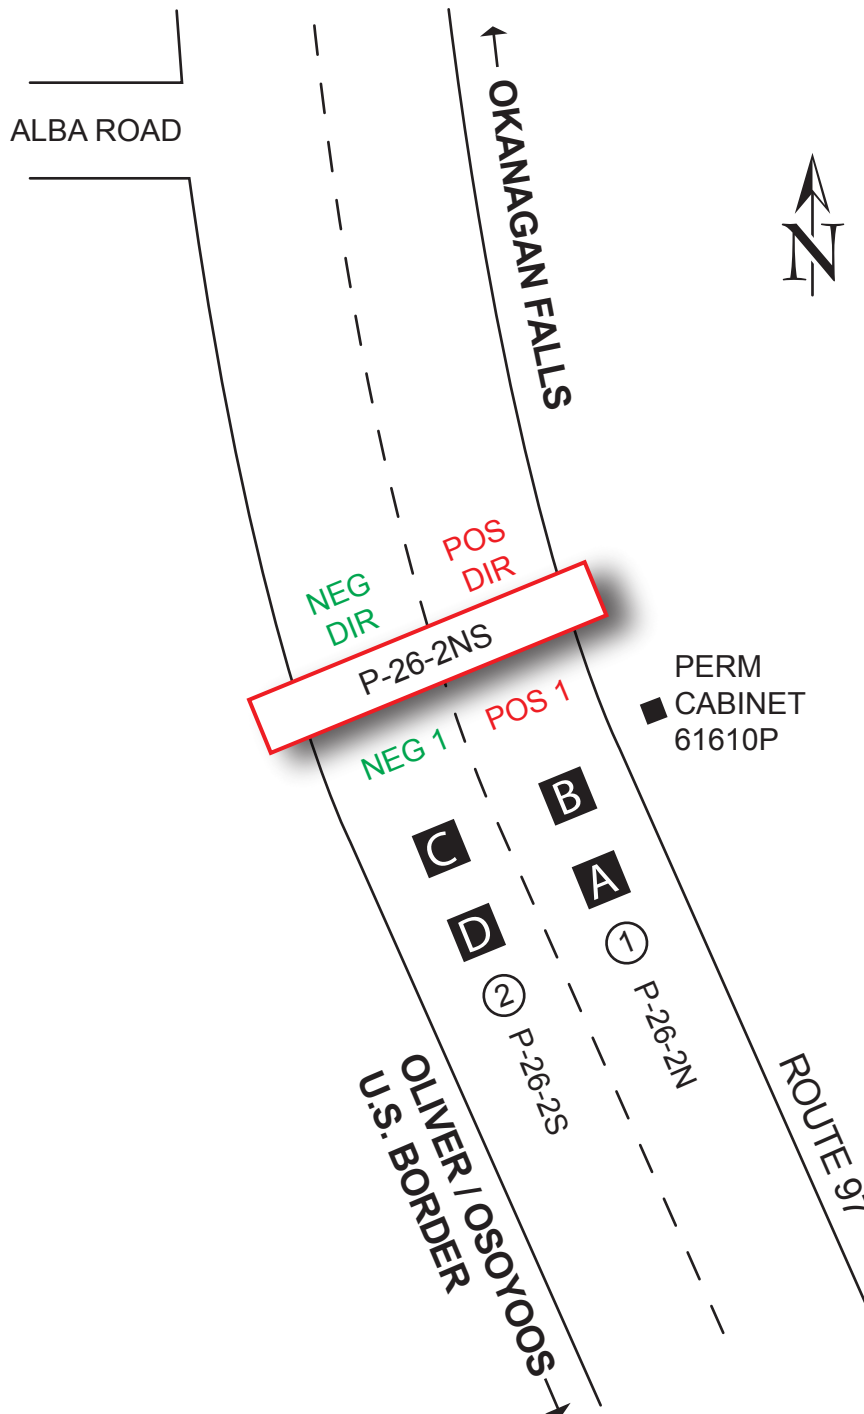 ALBA ROAD
OKANAGAN FALLS
N
POS
DIR
NEG
DIR
P-26-2NS
PERM
CABINET
61610P
POS 1
NEG 1
B
C
A
D
1
2
P-26-2N
P-26-2S
ROUTE 97
OLIVER / OSOYOOS
U.S. BORDER